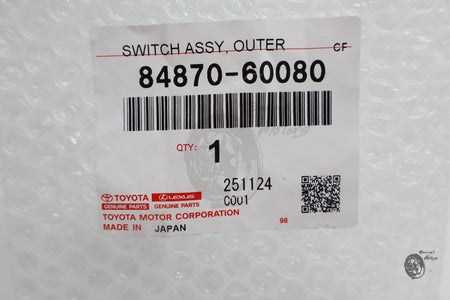 SWITCH ASSY, OUTER CF
84870-60080
QTY: 1
251124
C001
TOYOTA LEXUS
GENUINE PARTS GENUINE PARTS
TOYOTA MOTOR CORPORATION
MADE IN JAPAN 98